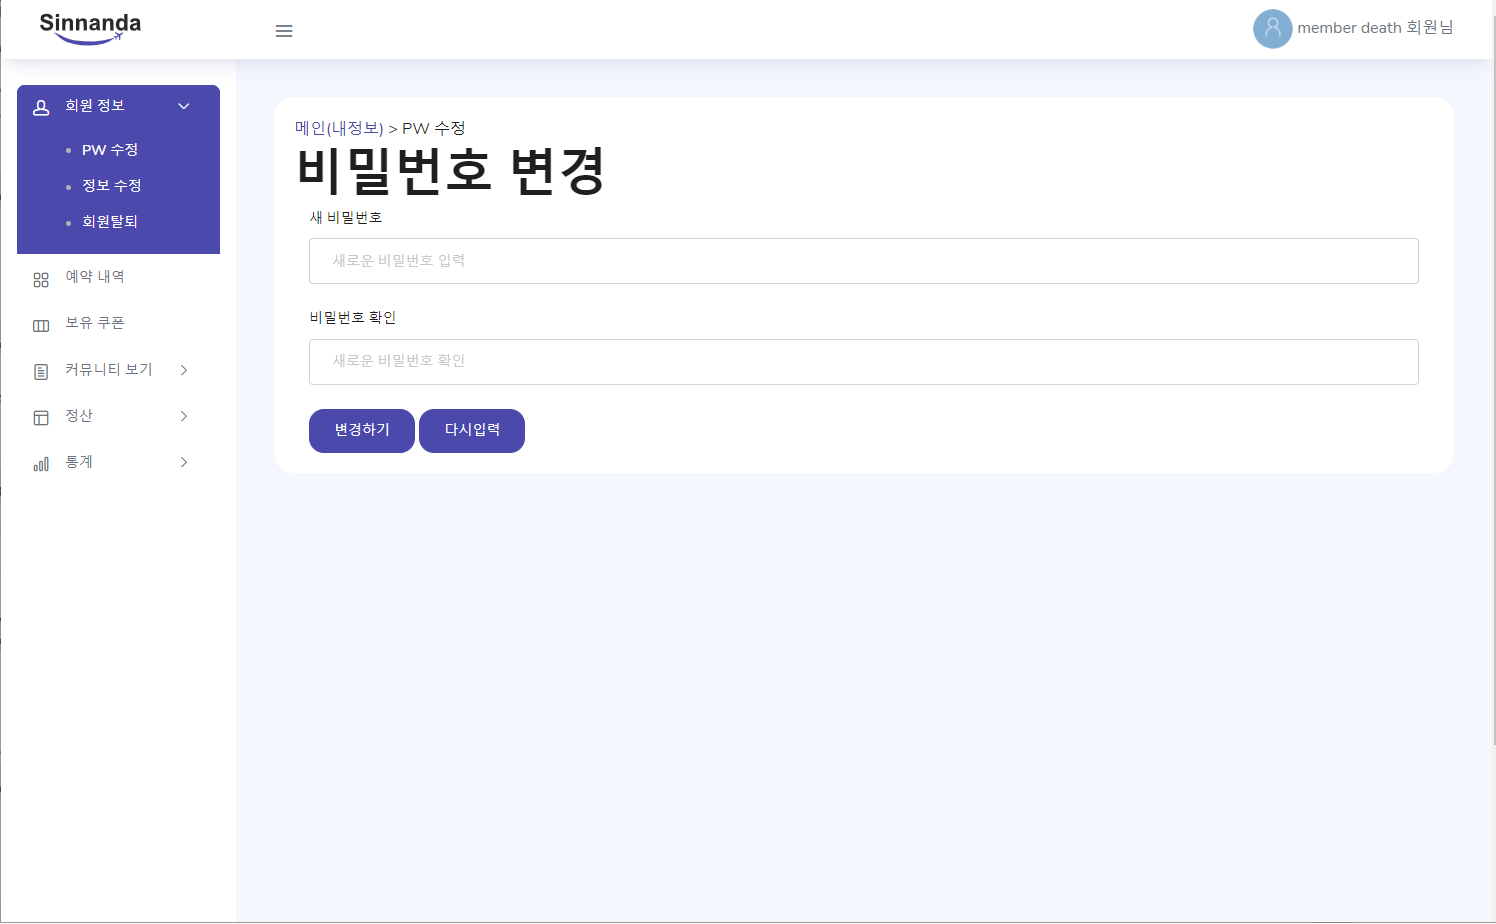 Sinnanda
member death 회원님
회원 정보
PW 수정
정보 수정
회원탈퇴
예약 내역
보유 쿠폰
커뮤니티 보기
정산
통계
메인(내정보) > PW 수정
비밀번호 변경
새 비밀번호
새로운 비밀번호 입력
비밀번호 확인
새로운 비밀번호 확인
변경하기 다시입력